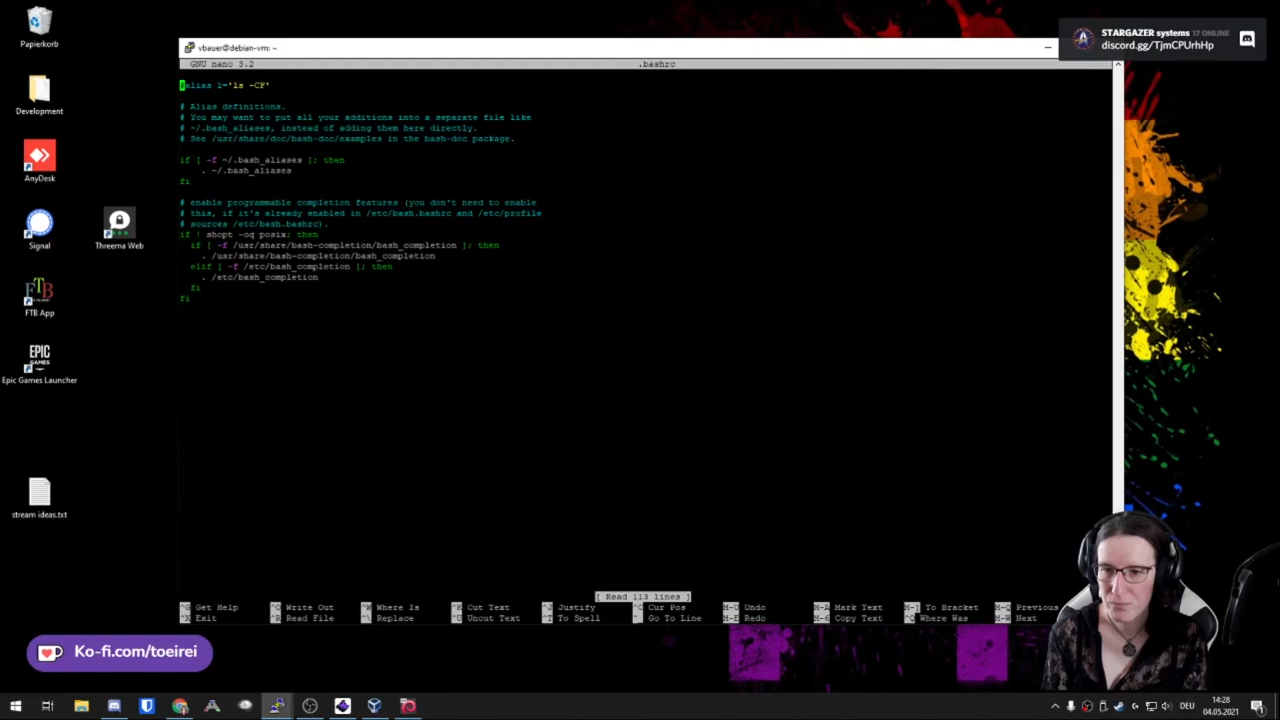 Papierkorb
Development
AnyDesk
Signal
Threema Web
FTB
FTB App
EPIC
GAMES
Epic Games Launcher
stream ideas.txt
vbauer@debian-vm: ~
GNU nano 3.2
.bashrc
#alias l='ls -CF'
# Alias definitions.
# You may want to put all your additions into a separate file like
# ~/.bash_aliases, instead of adding them here directly.
# See /usr/share/doc/bash-doc/examples in the bash-doc package.
if [ -f ~/.bash_aliases ]; then
. ~/.bash_aliases
fi
# enable programmable completion features (you don't need to enable
# this, if it's already enabled in /etc/bash.bashrc and /etc/profile
# sources /etc/bash.bashrc).
if ! shopt -oq posix; then
if [ -f /usr/share/bash-completion/bash_completion ]; then
. /usr/share/bash-completion/bash_completion
elif [ -f /etc/bash_completion ]; then
. /etc/bash_completion
fi
fi
[ Read 113 lines ]
^G Get Help ^O Write Out ^W Where Is ^K Cut Text ^J Justify ^C Cur Pos M-U Undo M-A Mark Text M-] To Bracket M-Q Previous
^X Exit ^R Read File ^\ Replace ^U Uncut Text ^T To Spell ^_ Go To Line M-E Redo M-6 Copy Text ^Q Where Was M-W Next
STARGAZER systems 17 ONLINE
discord.gg/TjmCPUrhHp
Ko-fi.com/toeirei
DEU
14:28
04.05.2021
1